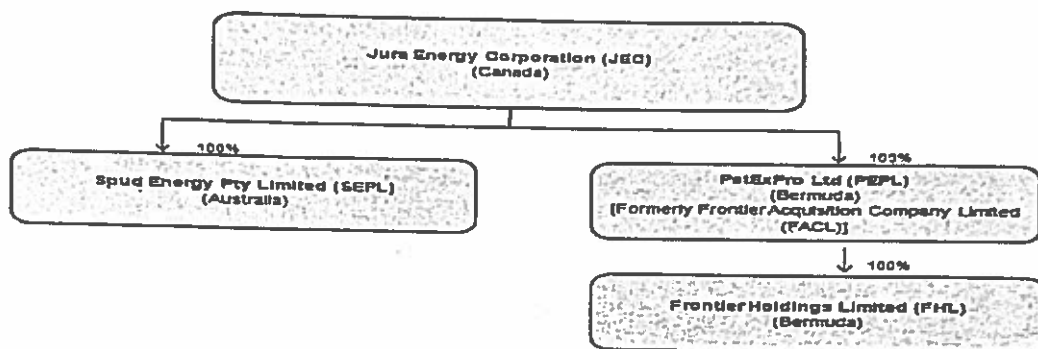 Jura Energy Corporation (JEC)
(Canada)
100%
100%
Spud Energy Pty Limited (SEPL)
(Australia)
PetExPro Ltd (PEPL)
(Bermuda)
[Formerly Frontier Acquisition Company Limited
(FACL)]
100%
Frontier Holdings Limited (FHL)
(Bermuda)